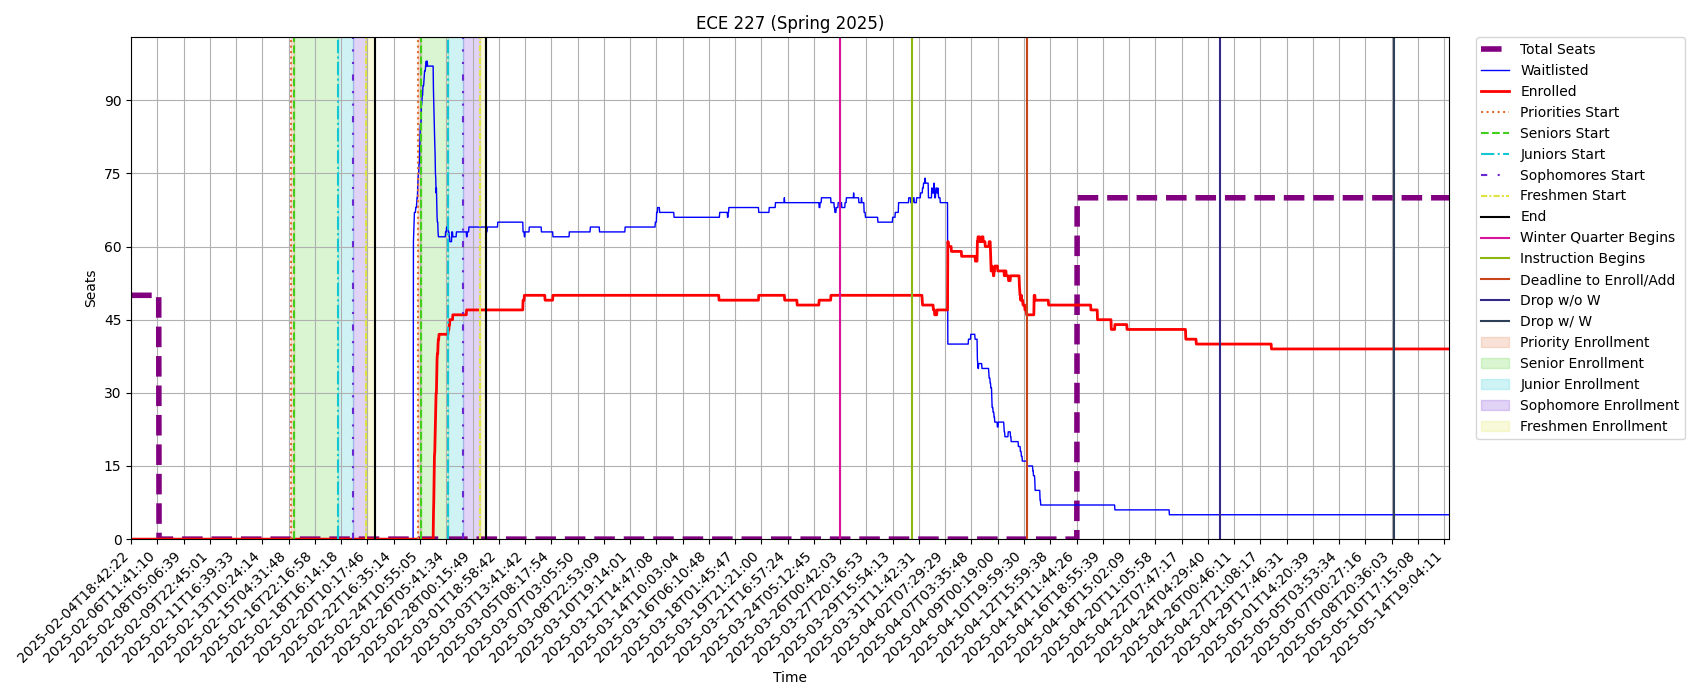 ECE 227 (Spring 2025)
Seats
90
75
60
45
30
15
0
2025-02-04T18:42:22
2025-02-06T11:41:10
2025-02-08T05:06:39
2025-02-09T22:45:01
2025-02-11T16:39:33
2025-02-13T10:24:14
2025-02-15T04:31:48
2025-02-16T22:16:58
2025-02-18T16:14:18
2025-02-20T10:17:46
2025-02-22T16:35:14
2025-02-24T10:55:05
2025-02-26T05:41:34
2025-02-28T00:15:49
2025-03-01T18:58:42
2025-03-03T13:41:42
2025-03-05T08:17:54
2025-03-07T03:05:50
2025-03-08T22:53:09
2025-03-10T19:14:01
2025-03-12T14:47:08
2025-03-14T10:03:04
2025-03-16T06:10:48
2025-03-18T01:45:47
2025-03-19T21:21:00
2025-03-21T16:57:24
2025-03-24T05:12:45
2025-03-26T00:42:03
2025-03-27T20:16:53
2025-03-29T15:54:13
2025-03-31T11:42:31
2025-04-02T07:29:29
2025-04-07T03:35:48
2025-04-09T00:19:00
2025-04-10T19:59:30
2025-04-12T15:59:38
2025-04-14T11:44:26
2025-04-16T18:55:39
2025-04-18T15:02:09
2025-04-20T11:05:58
2025-04-22T07:47:17
2025-04-24T04:29:40
2025-04-26T00:46:11
2025-04-27T21:08:17
2025-04-29T17:46:31
2025-05-01T14:20:39
2025-05-05T03:53:34
2025-05-07T00:27:16
2025-05-08T20:36:03
2025-05-10T17:15:08
2025-05-14T19:04:11
Time
Total Seats
Waitlisted
Enrolled
Priorities Start
Seniors Start
Juniors Start
Sophomores Start
Freshmen Start
End
Winter Quarter Begins
Instruction Begins
Deadline to Enroll/Add
Drop w/o W
Drop w/ W
Priority Enrollment
Senior Enrollment
Junior Enrollment
Sophomore Enrollment
Freshmen Enrollment